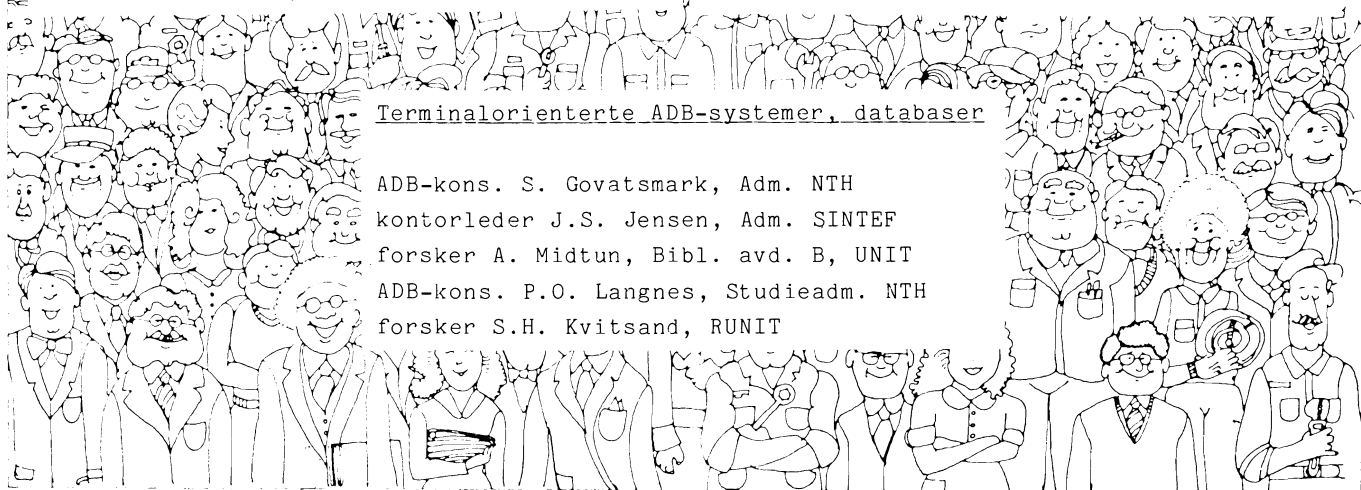 Terminalorienterte ADB-systemer, databaser
ADB-kons. S. Govatsmark, Adm. NTH
kontorleder J.S. Jensen, Adm. SINTEF
forsker A. Midtun, Bibl. avd. B, UNIT
ADB-kons. P.O. Langnes, Studieadm. NTH
forsker S.H. Kvitsand, RUNIT